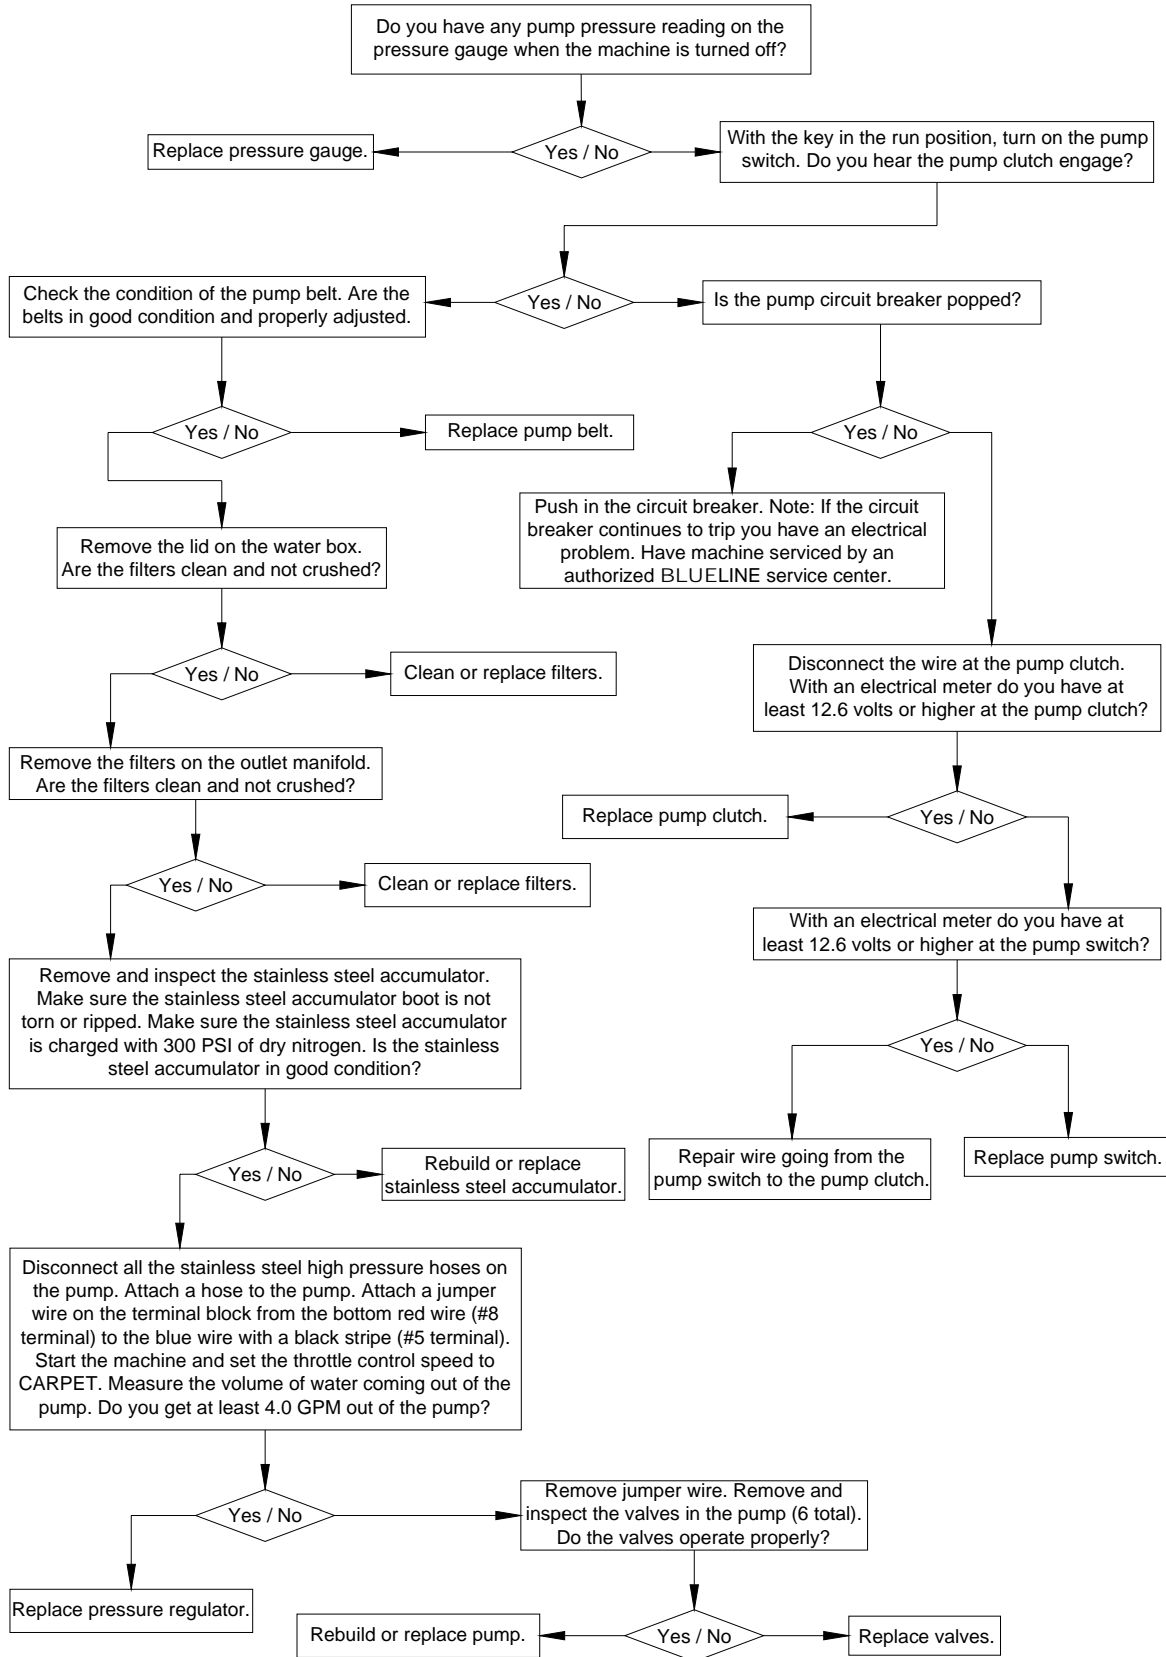 Do you have any pump pressure reading on the
pressure gauge when the machine is turned off?
Replace pressure gauge.
Yes / No
With the key in the run position, turn on the pump
switch. Do you hear the pump clutch engage?
Check the condition of the pump belt. Are the
belts in good condition and properly adjusted.
Yes / No
Is the pump circuit breaker popped?
Yes / No
Replace pump belt.
Yes / No
Push in the circuit breaker. Note: If the circuit
breaker continues to trip you have an electrical
problem. Have machine serviced by an
authorized BLUELINE service center.
Remove the lid on the water box.
Are the filters clean and not crushed?
Yes / No
Clean or replace filters.
Disconnect the wire at the pump clutch.
With an electrical meter do you have at
least 12.6 volts or higher at the pump clutch?
Remove the filters on the outlet manifold.
Are the filters clean and not crushed?
Replace pump clutch.
Yes / No
Yes / No
Clean or replace filters.
With an electrical meter do you have at
least 12.6 volts or higher at the pump switch?
Remove and inspect the stainless steel accumulator.
Make sure the stainless steel accumulator boot is not
torn or ripped. Make sure the stainless steel accumulator
is charged with 300 PSI of dry nitrogen. Is the stainless
steel accumulator in good condition?
Yes / No
Yes / No
Rebuild or replace
stainless steel accumulator.
Repair wire going from the
pump switch to the pump clutch.
Replace pump switch.
Disconnect all the stainless steel high pressure hoses on
the pump. Attach a hose to the pump. Attach a jumper
wire on the terminal block from the bottom red wire (#8
terminal) to the blue wire with a black stripe (#5 terminal).
Start the machine and set the throttle control speed to
CARPET. Measure the volume of water coming out of the
pump. Do you get at least 4.0 GPM out of the pump?
Yes / No
Remove jumper wire. Remove and
inspect the valves in the pump (6 total).
Do the valves operate properly?
Replace pressure regulator.
Rebuild or replace pump.
Yes / No
Replace valves.